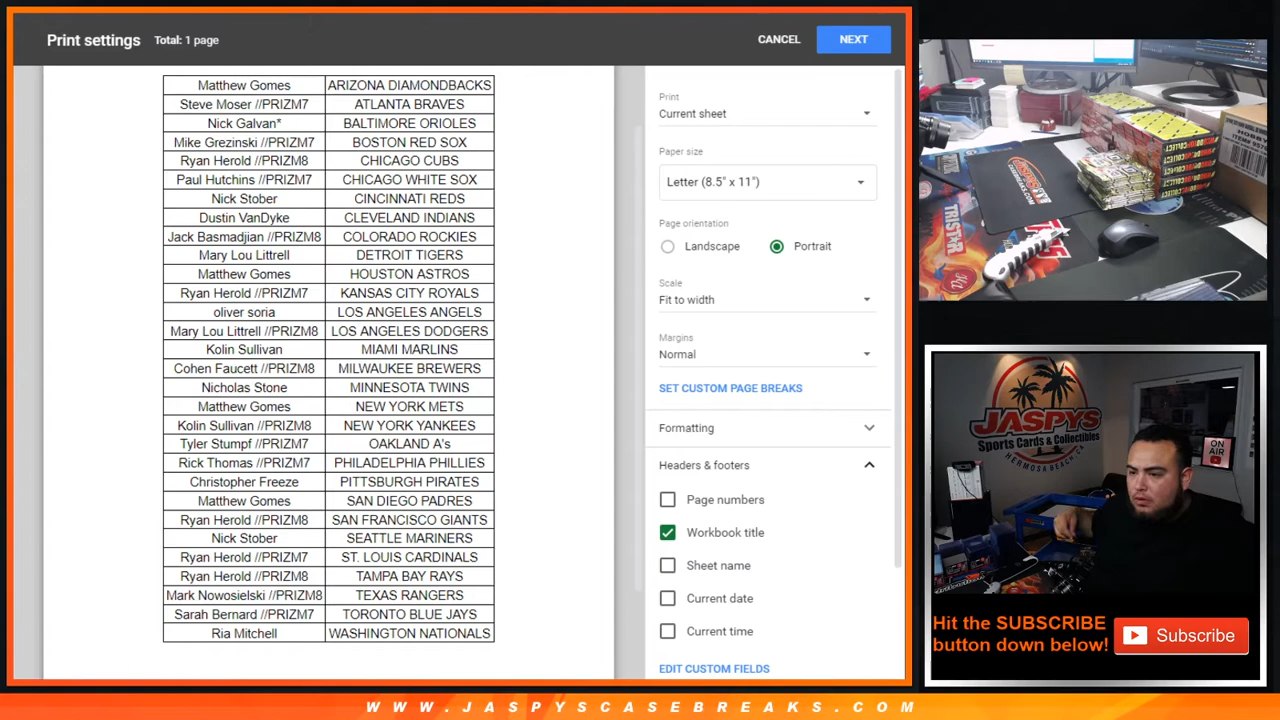 Print settings Total: 1 page CANCEL NEXT
Matthew Gomes ARIZONA DIAMONDBACKS
Steve Moser //PRIZM7 ATLANTA BRAVES
Nick Galvan* BALTIMORE ORIOLES
Mike Grezinski //PRIZM7 BOSTON RED SOX
Ryan Herold //PRIZM8 CHICAGO CUBS
Paul Hutchins //PRIZM7 CHICAGO WHITE SOX
Nick Stober CINCINNATI REDS
Dustin VanDyke CLEVELAND INDIANS
Jack Basmadjian //PRIZM8 COLORADO ROCKIES
Mary Lou Littrell DETROIT TIGERS
Matthew Gomes HOUSTON ASTROS
Ryan Herold //PRIZM7 KANSAS CITY ROYALS
oliver soria LOS ANGELES ANGELS
Mary Lou Littrell //PRIZM8 LOS ANGELES DODGERS
Kolin Sullivan MIAMI MARLINS
Cohen Faucett //PRIZM8 MILWAUKEE BREWERS
Nicholas Stone MINNESOTA TWINS
Matthew Gomes NEW YORK METS
Kolin Sullivan //PRIZM8 NEW YORK YANKEES
Tyler Stumpf //PRIZM7 OAKLAND A's
Rick Thomas //PRIZM7 PHILADELPHIA PHILLIES
Christopher Freeze PITTSBURGH PIRATES
Matthew Gomes SAN DIEGO PADRES
Ryan Herold //PRIZM8 SAN FRANCISCO GIANTS
Nick Stober SEATTLE MARINERS
Ryan Herold //PRIZM7 ST. LOUIS CARDINALS
Ryan Herold //PRIZM8 TAMPA BAY RAYS
Mark Nowosielski //PRIZM8 TEXAS RANGERS
Sarah Bernard //PRIZM7 TORONTO BLUE JAYS
Ria Mitchell WASHINGTON NATIONALS
Print
Current sheet
Paper size
Letter (8.5" x 11")
Page orientation
Landscape Portrait
Scale
Fit to width
Margins
Normal
SET CUSTOM PAGE BREAKS
Formatting
Headers & footers
Page numbers
Workbook title
Sheet name
Current date
Current time
EDIT CUSTOM FIELDS
TRISTAR
JASPYS
Sports Cards & Collectibles
HERMOSA BEACH, CA
ON AIR
Hit the SUBSCRIBE
button down below!
Subscribe
WWW.JASPYSCASEBREAKS.COM